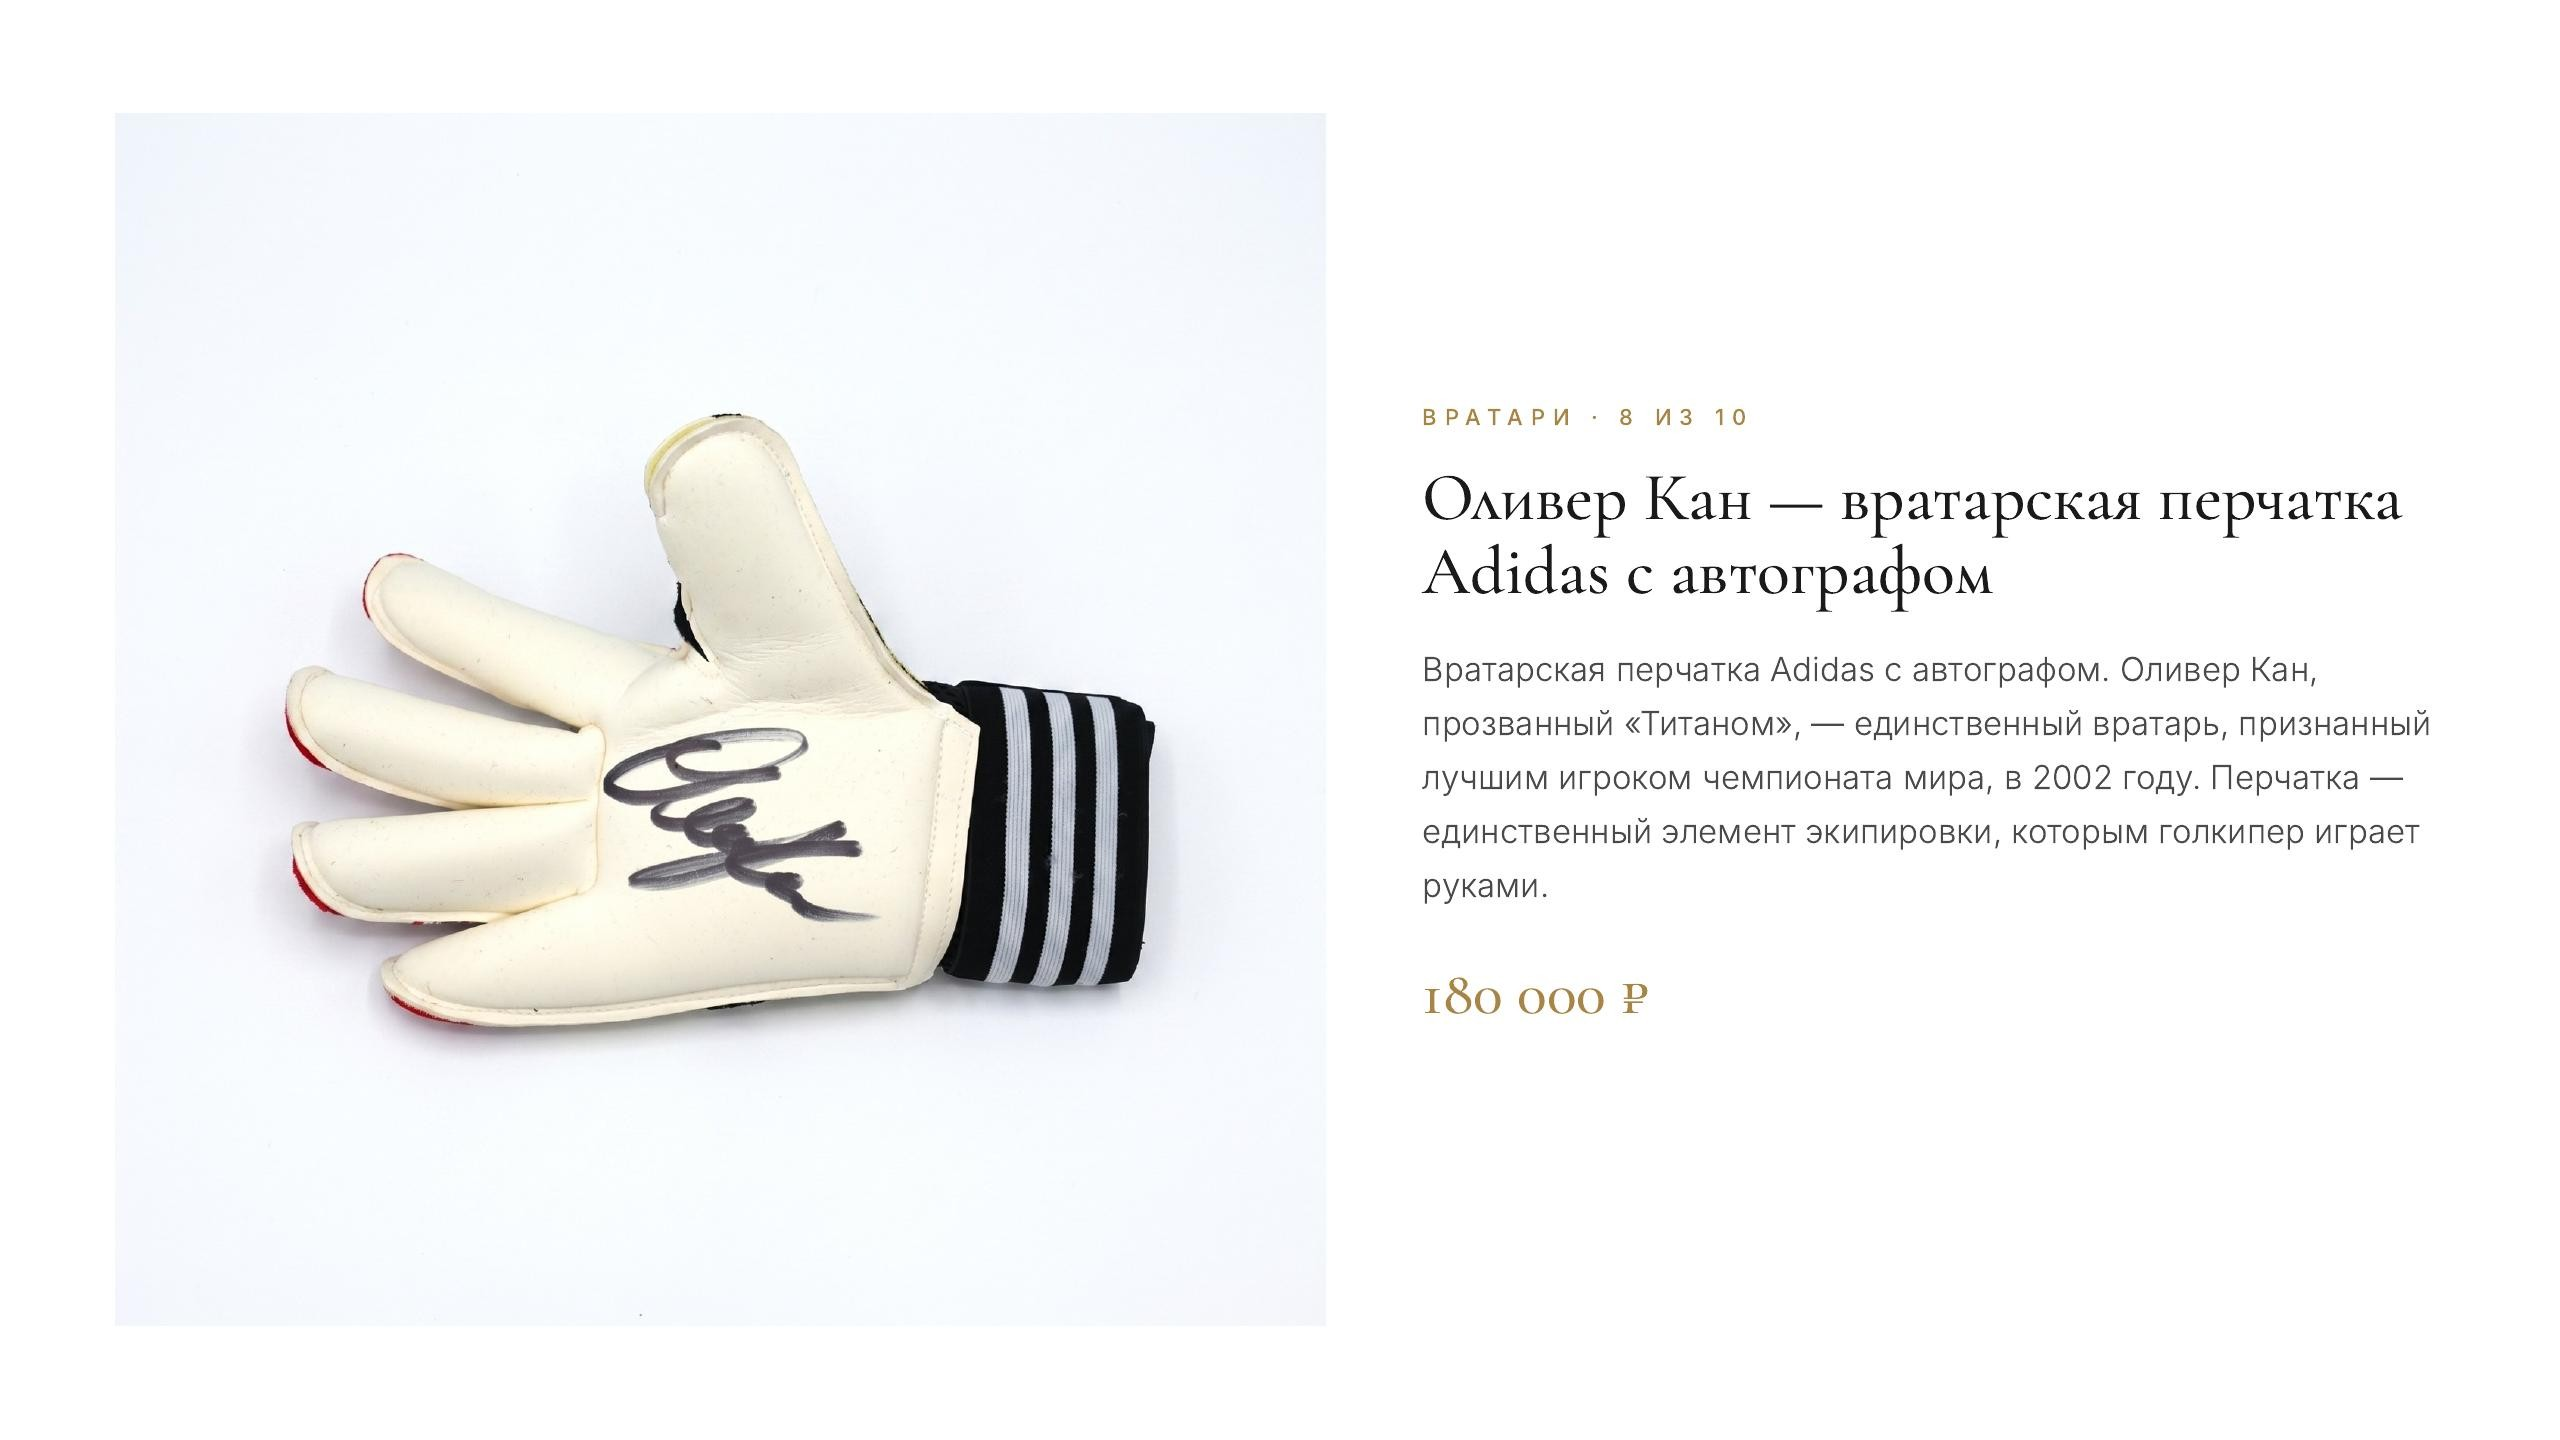 ВРАТАРИ · 8 ИЗ 10
Оливер Кан — вратарская перчатка
Adidas с автографом
Вратарская перчатка Adidas с автографом. Оливер Кан,
прозванный «Титаном», — единственный вратарь, признанный
лучшим игроком чемпионата мира, в 2002 году. Перчатка —
единственный элемент экипировки, которым голкипер играет
руками.
180 000 ₽